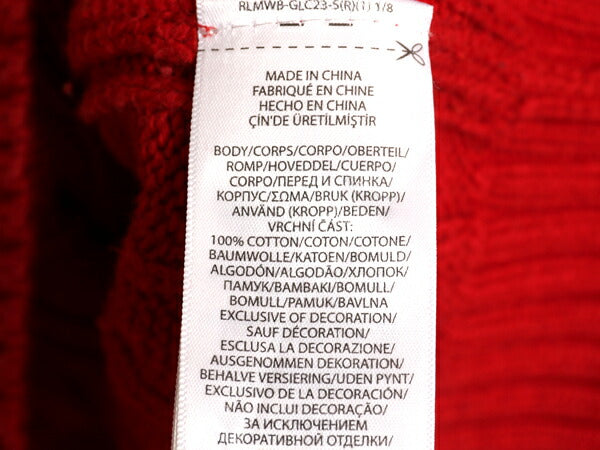 RLMWB-GLC23-S(R)(1) 1/8
MADE IN CHINA
FABRIQUÉ EN CHINE
HECHO EN CHINA
ÇİN'DE ÜRETİLMİŞTİR
BODY/CORPS/CORPO/OBERTEIL/
ROMP/HOVEDDEL/CUERPO/
CORPO/ПЕРЕД И СПИНКА/
КОРПУС/ΣΩΜΑ/BRUK (KROPP)/
ANVÄND (KROPP)/BEDEN/
VRCHNÍ ČÁST:
100% COTTON/COTON/COTONE/
BAUMWOLLE/KATOEN/BOMULD/
ALGODÓN/ALGODÃO/ХЛОПОК/
ПАМУК/ΒΑΜΒΑΚΙ/BOMULL/
BOMULL/PAMUK/BAVLNA
EXCLUSIVE OF DECORATION/
SAUF DÉCORATION/
ESCLUSA LA DECORAZIONE/
AUSGENOMMEN DEKORATION/
BEHALVE VERSIERING/UDEN PYNT/
EXCLUSIVO DE LA DECORACIÓN/
NÃO INCLUI DECORAÇÃO/
ЗА ИСКЛЮЧЕНИЕМ
ДЕКОРАТИВНОЙ ОТДЕЛКИ/